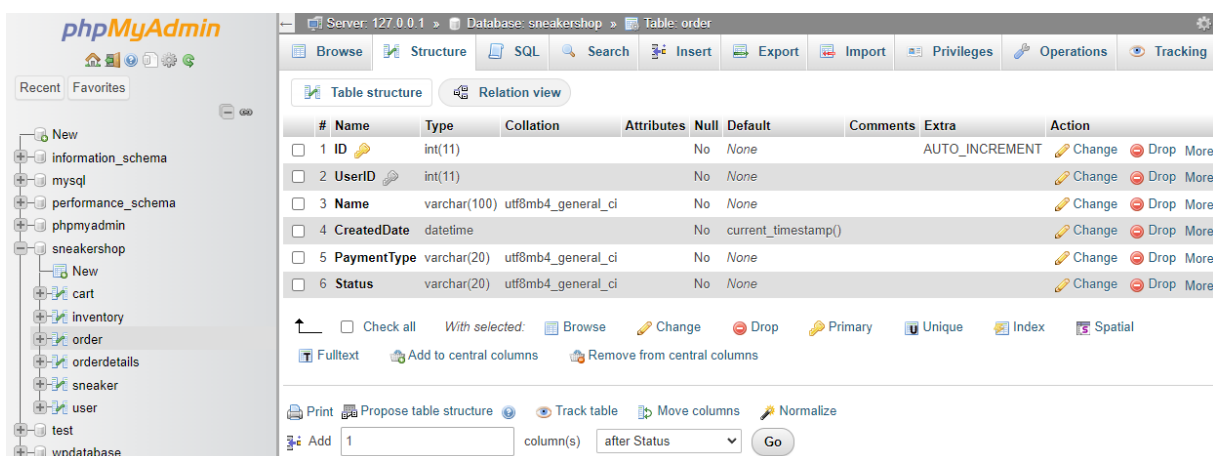 phpMyAdmin
Recent Favorites
New
information_schema
mysql
performance_schema
phpmyadmin
sneakershop
New
cart
inventory
order
orderdetails
sneaker
user
test
wpdatabase
Server: 127.0.0.1 » Database: sneakershop » Table: order
Browse Structure SQL Search Insert Export Import Privileges Operations Tracking
Table structure Relation view
# Name Type Collation Attributes Null Default Comments Extra Action
1 ID int(11) No None AUTO_INCREMENT Change Drop More
2 UserID int(11) No None Change Drop More
3 Name varchar(100) utf8mb4_general_ci No None Change Drop More
4 CreatedDate datetime No current_timestamp() Change Drop More
5 PaymentType varchar(20) utf8mb4_general_ci No None Change Drop More
6 Status varchar(20) utf8mb4_general_ci No None Change Drop More
Check all With selected: Browse Change Drop Primary Unique Index Spatial
Fulltext Add to central columns Remove from central columns
Print Propose table structure Track table Move columns Normalize
Add 1 column(s) after Status Go